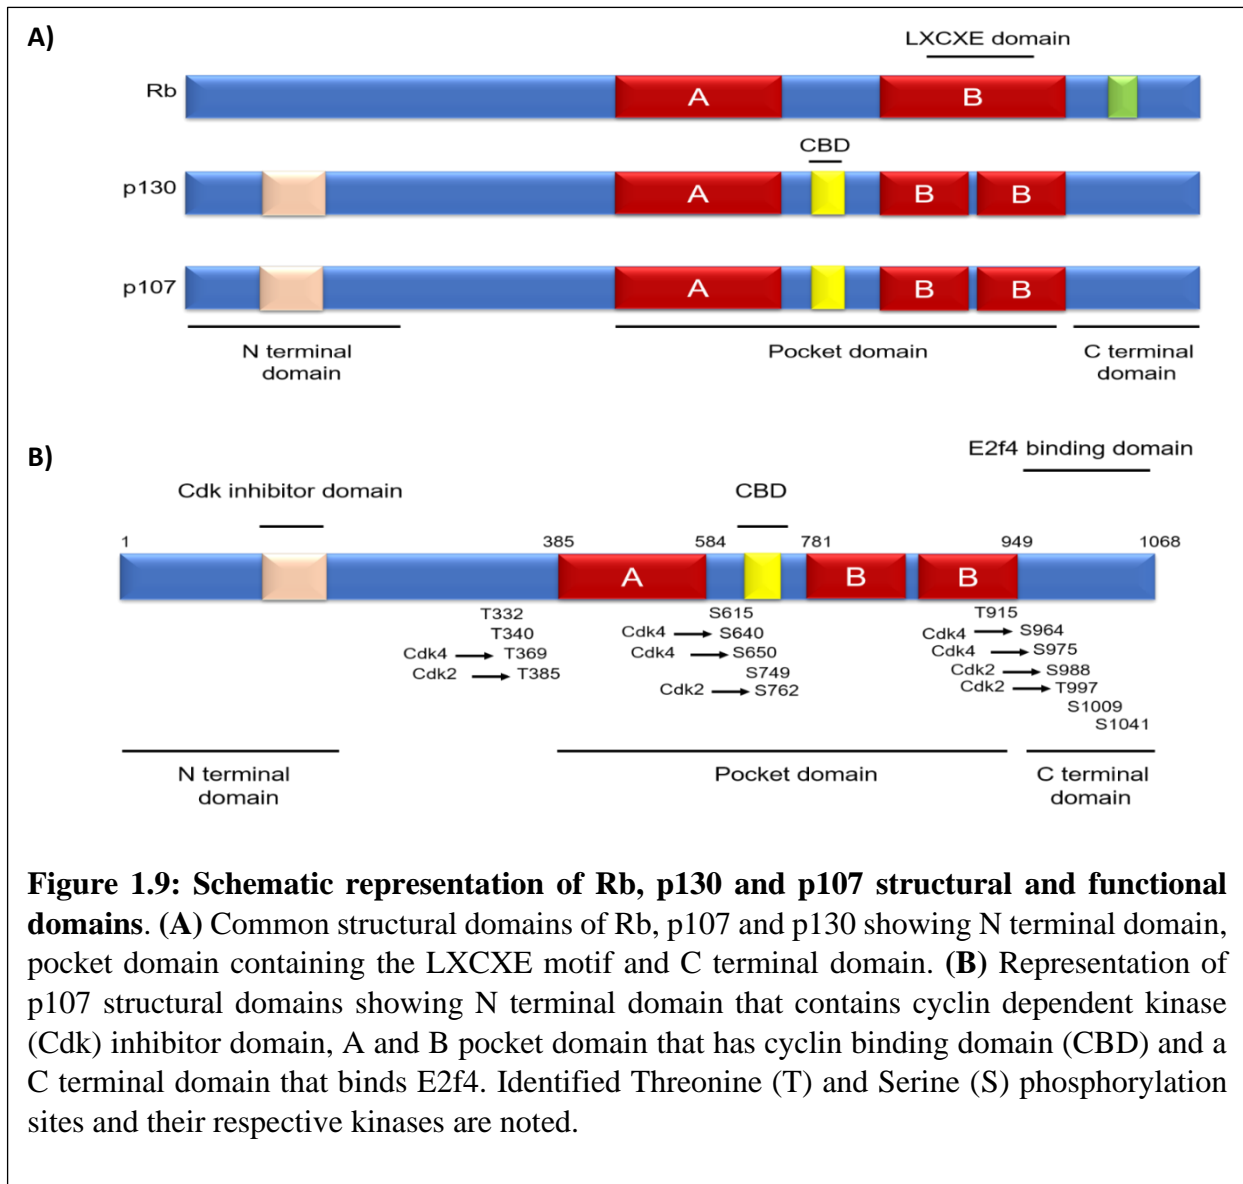 A)
LXCXE domain
Rb
A
B
CBD
p130
A
B
B
p107
A
B
B
N terminal
domain
Pocket domain
C terminal
domain
B)
E2f4 binding domain
Cdk inhibitor domain
CBD
1
385
584
781
949
1068
A
B
B
T332
T340
Cdk4 T369
Cdk2 T385
S615
Cdk4 S640
Cdk4 S650
S749
Cdk2 S762
T915
Cdk4 S964
Cdk4 S975
Cdk2 S988
Cdk2 T997
S1009
S1041
N terminal
domain
Pocket domain
C terminal
domain
Figure 1.9: Schematic representation of Rb, p130 and p107 structural and functional
domains. (A) Common structural domains of Rb, p107 and p130 showing N terminal domain,
pocket domain containing the LXCXE motif and C terminal domain. (B) Representation of
p107 structural domains showing N terminal domain that contains cyclin dependent kinase
(Cdk) inhibitor domain, A and B pocket domain that has cyclin binding domain (CBD) and a
C terminal domain that binds E2f4. Identified Threonine (T) and Serine (S) phosphorylation
sites and their respective kinases are noted.